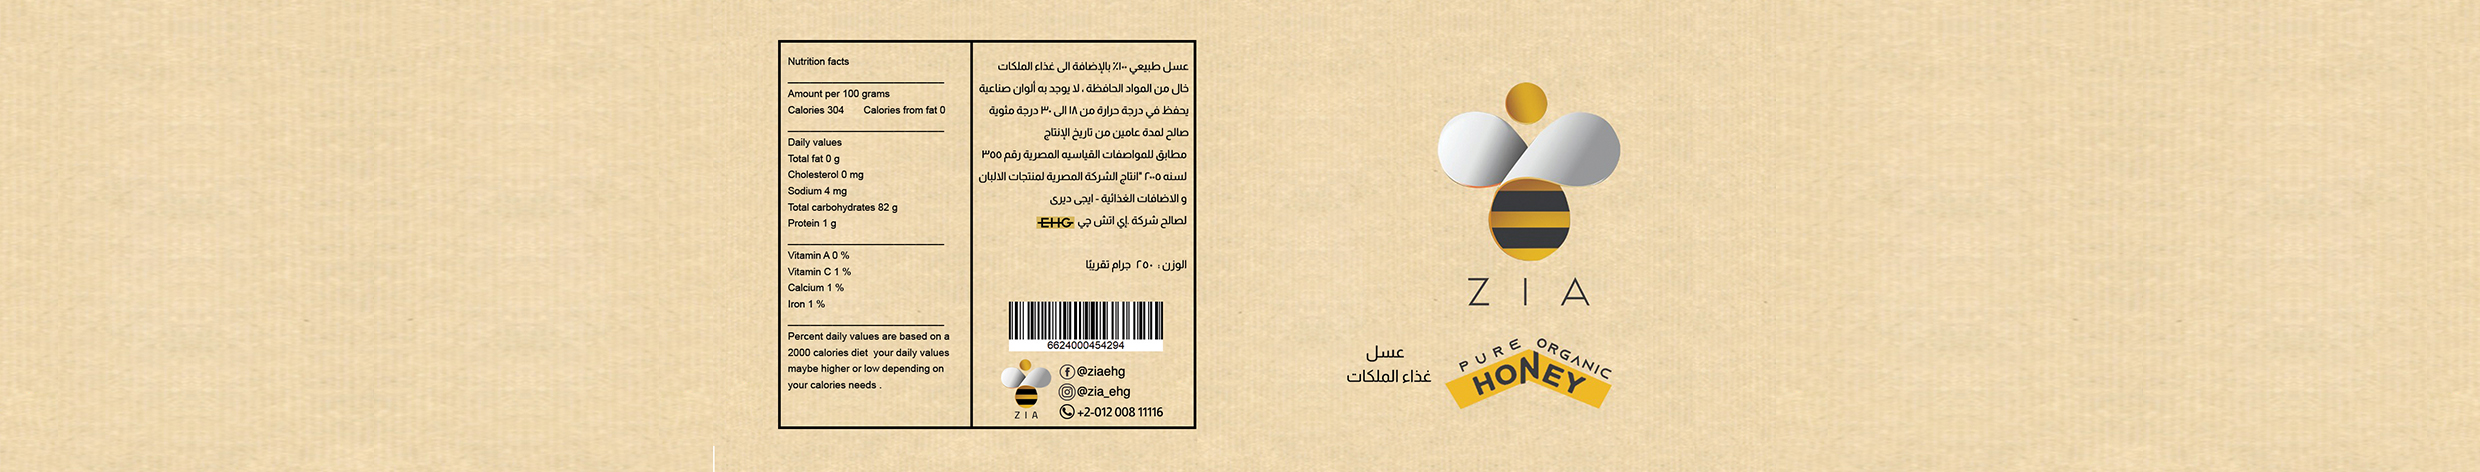 Nutrition facts
Amount per 100 grams
Calories 304 Calories from fat 0
Daily values
Total fat 0 g
Cholesterol 0 mg
Sodium 4 mg
Total carbohydrates 82 g
Protein 1 g
Vitamin A 0 %
Vitamin C 1 %
Calcium 1 %
Iron 1 %
Percent daily values are based on a
2000 calories diet your daily values
maybe higher or low depending on
your calories needs .
عسل طبيعي ١٠٠٪ بالإضافة الى غذاء الملكات
خال من المواد الحافظة ، لا يوجد به ألوان صناعية
يحفظ في درجة حرارة من ١٨ الى ٣٠ درجة مئوية
صالح لمدة عامين من تاريخ الإنتاج
مطابق للمواصفات القياسيه المصرية رقم ٣٥٥
لسنه ٢٠٠٥ "انتاج الشركة المصرية لمنتجات الالبان
و الاضافات الغذائية - ايجى ديرى
لصالح شركة .إي اتش جي EHG
الوزن : ٢٥٠ جرام تقريبًا
6624000454294
@ziaehg
@zia_ehg
+2-012 008 11116
ZIA
ZIA
عسل
غذاء الملكات
PURE ORGANIC
HONEY